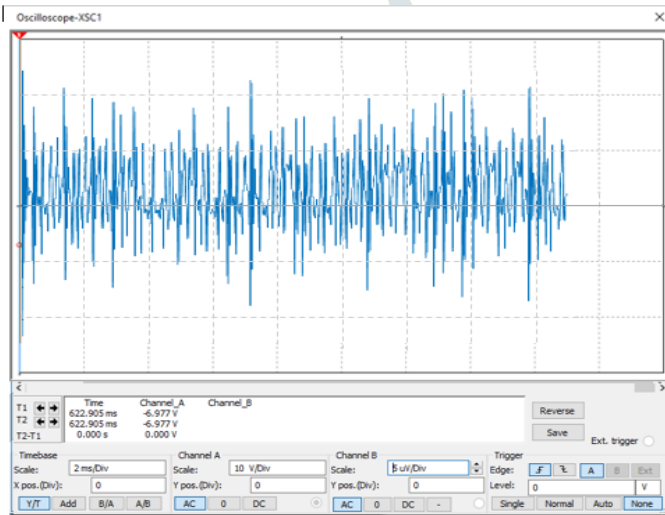 Oscilloscope-XSC1
Time Channel_A Channel_B
T1 622.905 ms -6.977 V
T2 622.905 ms -6.977 V
T2-T1 0.000 s 0.000 V
Reverse
Save
Ext. trigger
Timebase Channel A Channel B Trigger
Scale: 2 ms/Div Scale: 10 V/Div Scale: 5 uV/Div Edge: A B Ext
X pos.(Div): 0 Y pos.(Div): 0 Y pos.(Div): 0 Level: 0 V
Y/T Add B/A A/B AC 0 DC AC 0 DC - Single Normal Auto None